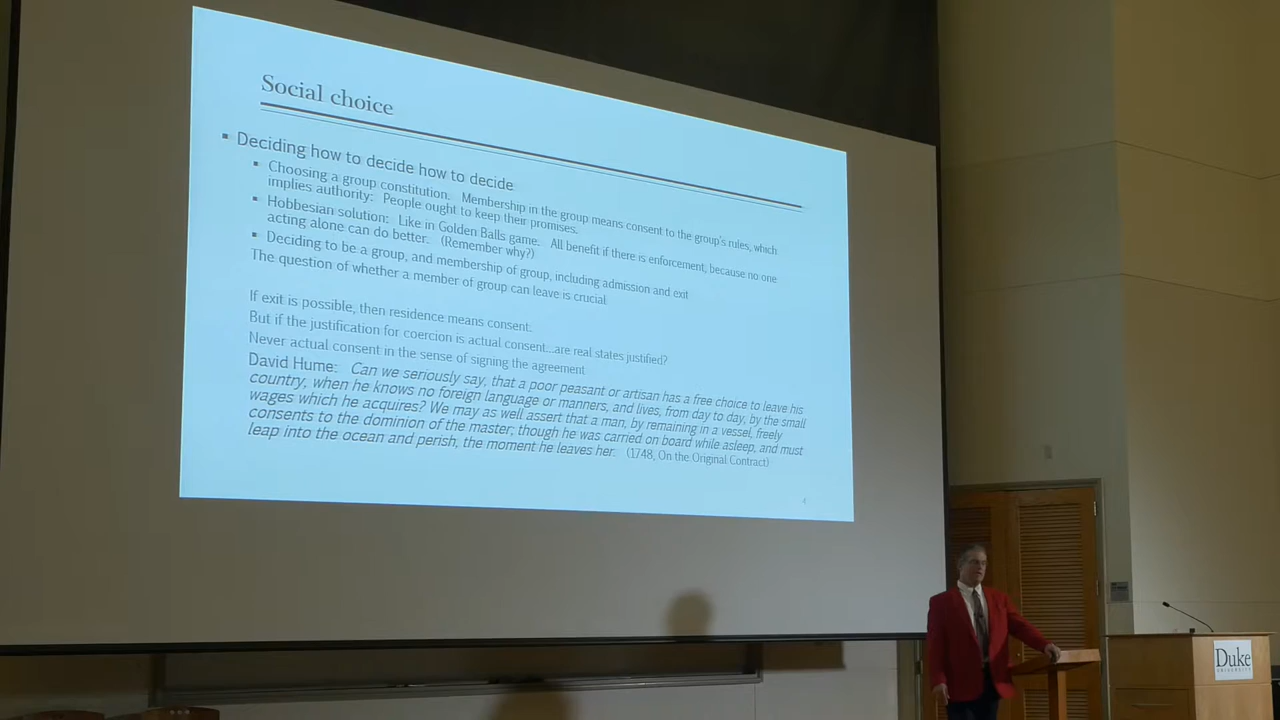 Social choice
▪ Deciding how to decide how to decide
▪ Choosing a group constitution. Membership in the group means consent to the group's rules, which
implies authority: People ought to keep their promises.
▪ Hobbesian solution: Like in Golden Balls game. All benefit if there is enforcement, because no one
acting alone can do better. (Remember why?)
▪ Deciding to be a group, and membership of group, including admission and exit
The question of whether a member of group can leave is crucial
If exit is possible, then residence means consent.
But if the justification for coercion is actual consent...are real states justified?
Never actual consent in the sense of signing the agreement
David Hume: Can we seriously say, that a poor peasant or artisan has a free choice to leave his
country, when he knows no foreign language or manners, and lives, from day to day, by the small
wages which he acquires? We may as well assert that a man, by remaining in a vessel, freely
consents to the dominion of the master; though he was carried on board while asleep, and must
leap into the ocean and perish, the moment he leaves her. (1748, On the Original Contract)
4
Duke
UNIVERSITY